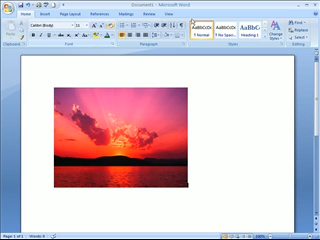 Document1 - Microsoft Word
Home Insert Page Layout References Mailings Review View
Calibri (Body) 11
Paste
AaBbCcDc AaBbCcDc AaBbC
¶ Normal ¶ No Spaci... Heading 1
Change Styles
Find
Replace
Select
Clipboard Font Paragraph Styles Editing
Page: 1 of 1 Words: 0 100%